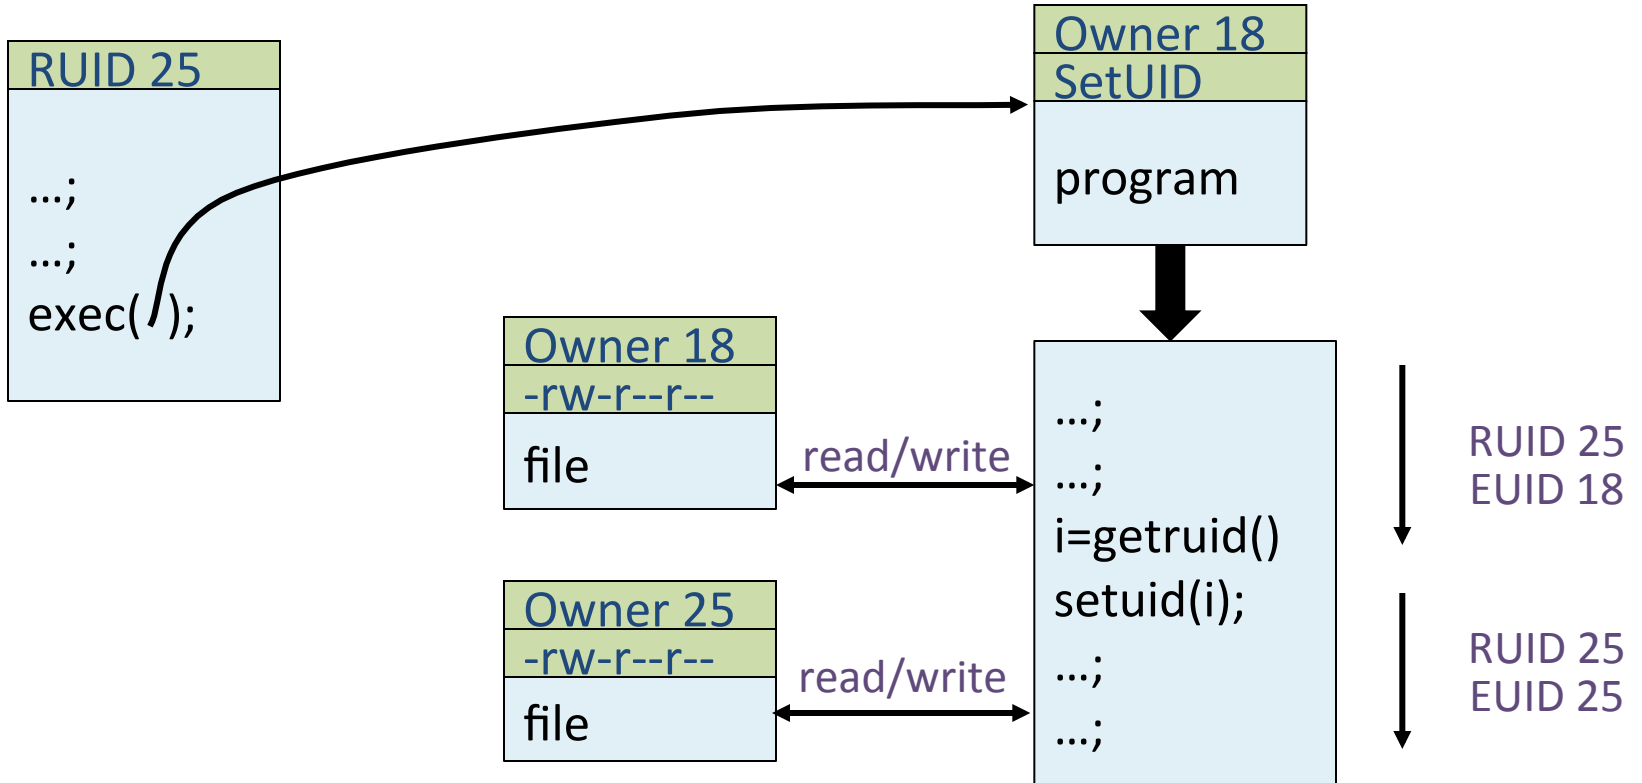 RUID 25
…;
…;
exec( );
Owner 18
SetUID
program
Owner 18
-rw-r--r--
file
read/write
Owner 25
-rw-r--r--
file
read/write
…;
…;
i=getruid()
setuid(i);
…;
…;
RUID 25
EUID 18
RUID 25
EUID 25